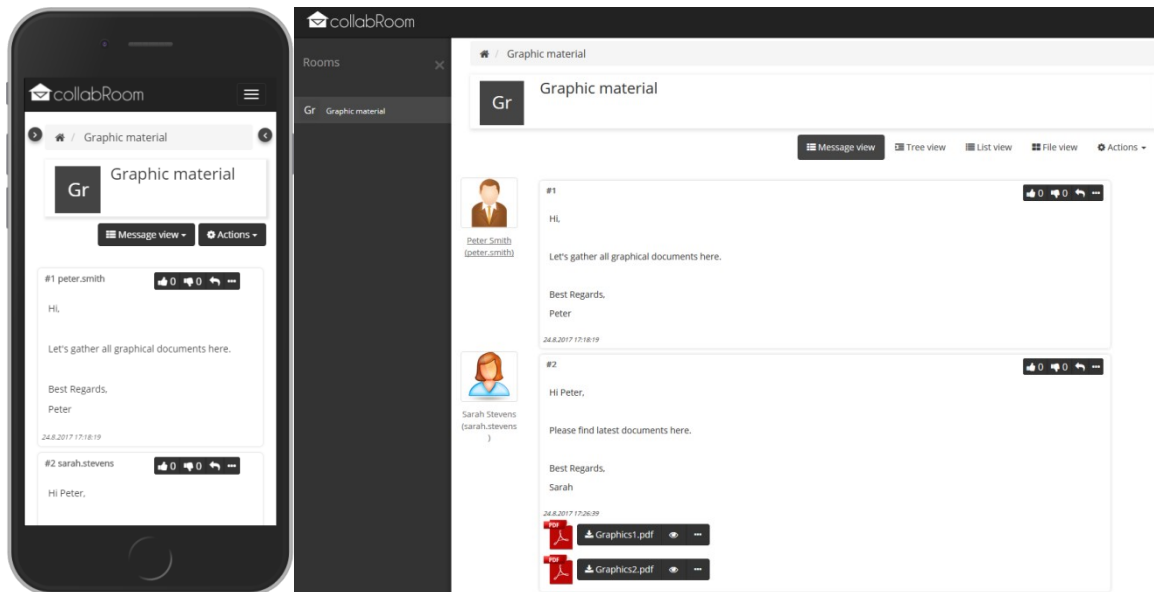 collabRoom
/ Graphic material
Gr
Graphic material
Message view
Actions
#1 peter.smith
0 0
Hi,
Let's gather all graphical documents here.
Best Regards,
Peter
24.8.2017 17:18:19
#2 sarah.stevens
0 0
Hi Peter,
collabRoom
Rooms
Gr Graphic material
/ Graphic material
Gr
Graphic material
Message view Tree view List view File view Actions
Peter Smith
(peter.smith)
#1
0 0
Hi,
Let's gather all graphical documents here.
Best Regards,
Peter
24.8.2017 17:18:19
Sarah Stevens
(sarah.stevens
)
#2
0 0
Hi Peter,
Please find latest documents here.
Best Regards,
Sarah
24.8.2017 17:26:39
PDF
Graphics1.pdf
PDF
Graphics2.pdf